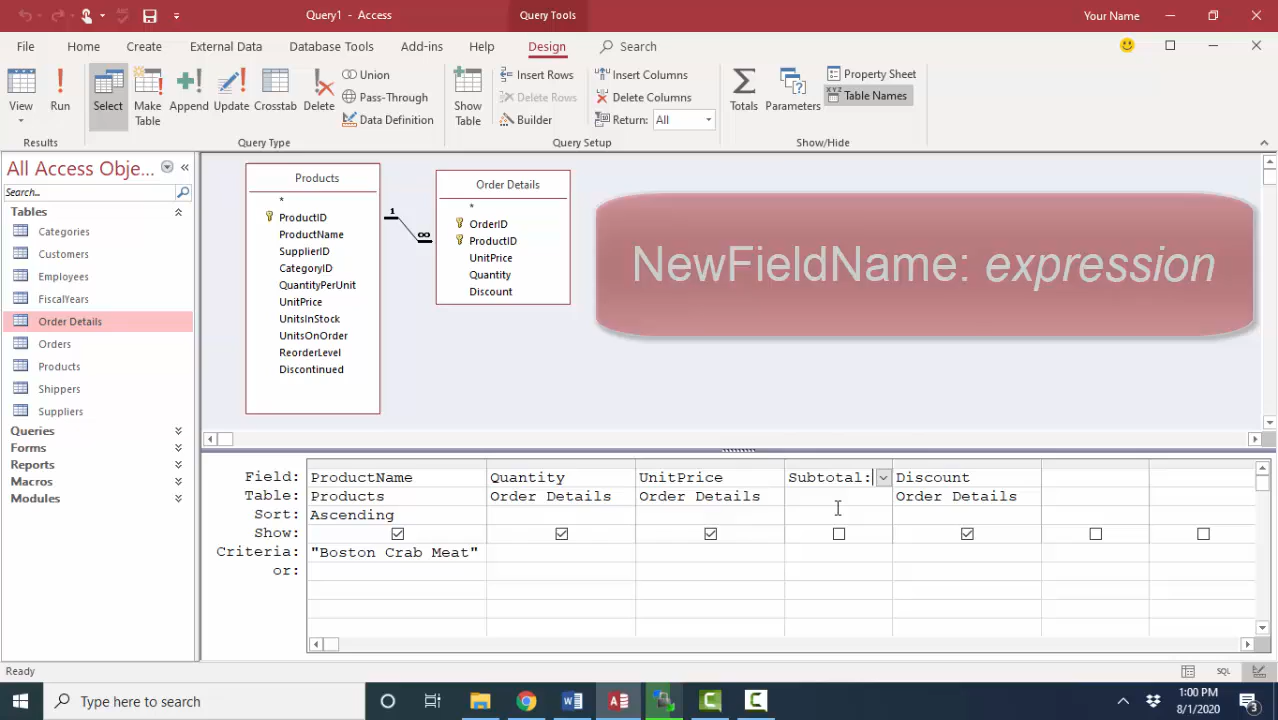 Query1 - Access
Query Tools
Your Name
File Home Create External Data Database Tools Add-ins Help Design Search
View
Run
Select
Make Table
Append
Update
Crosstab
Delete
Union
Pass-Through
Data Definition
Show Table
Insert Rows
Delete Rows
Builder
Insert Columns
Delete Columns
Return: All
Totals
Parameters
Property Sheet
XYZ
Table Names
Results
Query Type
Query Setup
Show/Hide
All Access Obje...
Search...
Tables
Categories
Customers
Employees
FiscalYears
Order Details
Orders
Products
Shippers
Suppliers
Queries
Forms
Reports
Macros
Modules
Products
*
ProductID
ProductName
SupplierID
CategoryID
QuantityPerUnit
UnitPrice
UnitsInStock
UnitsOnOrder
ReorderLevel
Discontinued
1
∞
Order Details
*
OrderID
ProductID
UnitPrice
Quantity
Discount
NewFieldName: expression
Field: ProductName Quantity UnitPrice Subtotal: Discount
Table: Products Order Details Order Details Order Details
Sort: Ascending
Show:
Criteria: "Boston Crab Meat"
or:
Ready
SQL
Type here to search
1:00 PM
8/1/2020
3